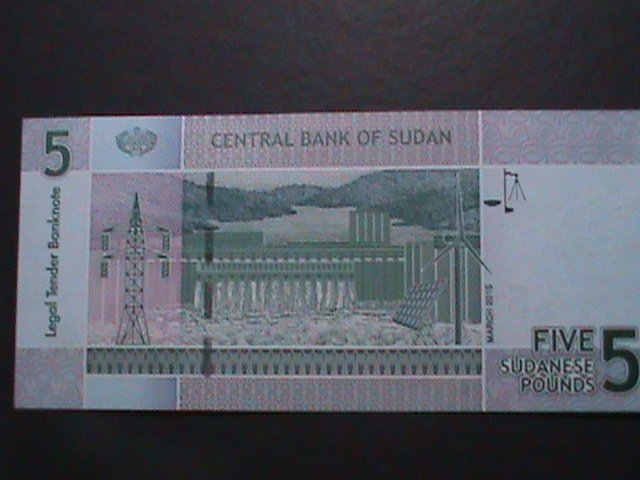 5
CENTRAL BANK OF SUDAN
Legal Tender Banknote
MARCH 2015
FIVE
SUDANESE
POUNDS
5